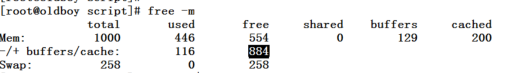 [root@oldboy script]# free -m
total used free shared buffers cached
Mem: 1000 446 554 0 129 200
-/+ buffers/cache: 116 884
Swap: 258 0 258